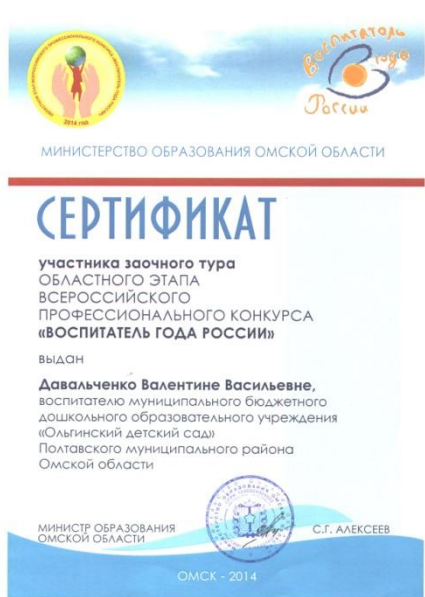 2014 год
Воспитатель
года
России
МИНИСТЕРСТВО ОБРАЗОВАНИЯ ОМСКОЙ ОБЛАСТИ
СЕРТИФИКАТ
участника заочного тура
ОБЛАСТНОГО ЭТАПА
ВСЕРОССИЙСКОГО
ПРОФЕССИОНАЛЬНОГО КОНКУРСА
«ВОСПИТАТЕЛЬ ГОДА РОССИИ»
выдан
Давальченко Валентине Васильевне,
воспитателю муниципального бюджетного
дошкольного образовательного учреждения
«Ольгинский детский сад»
Полтавского муниципального района
Омской области
МИНИСТР ОБРАЗОВАНИЯ
ОМСКОЙ ОБЛАСТИ
С.Г. АЛЕКСЕЕВ
ОМСК - 2014